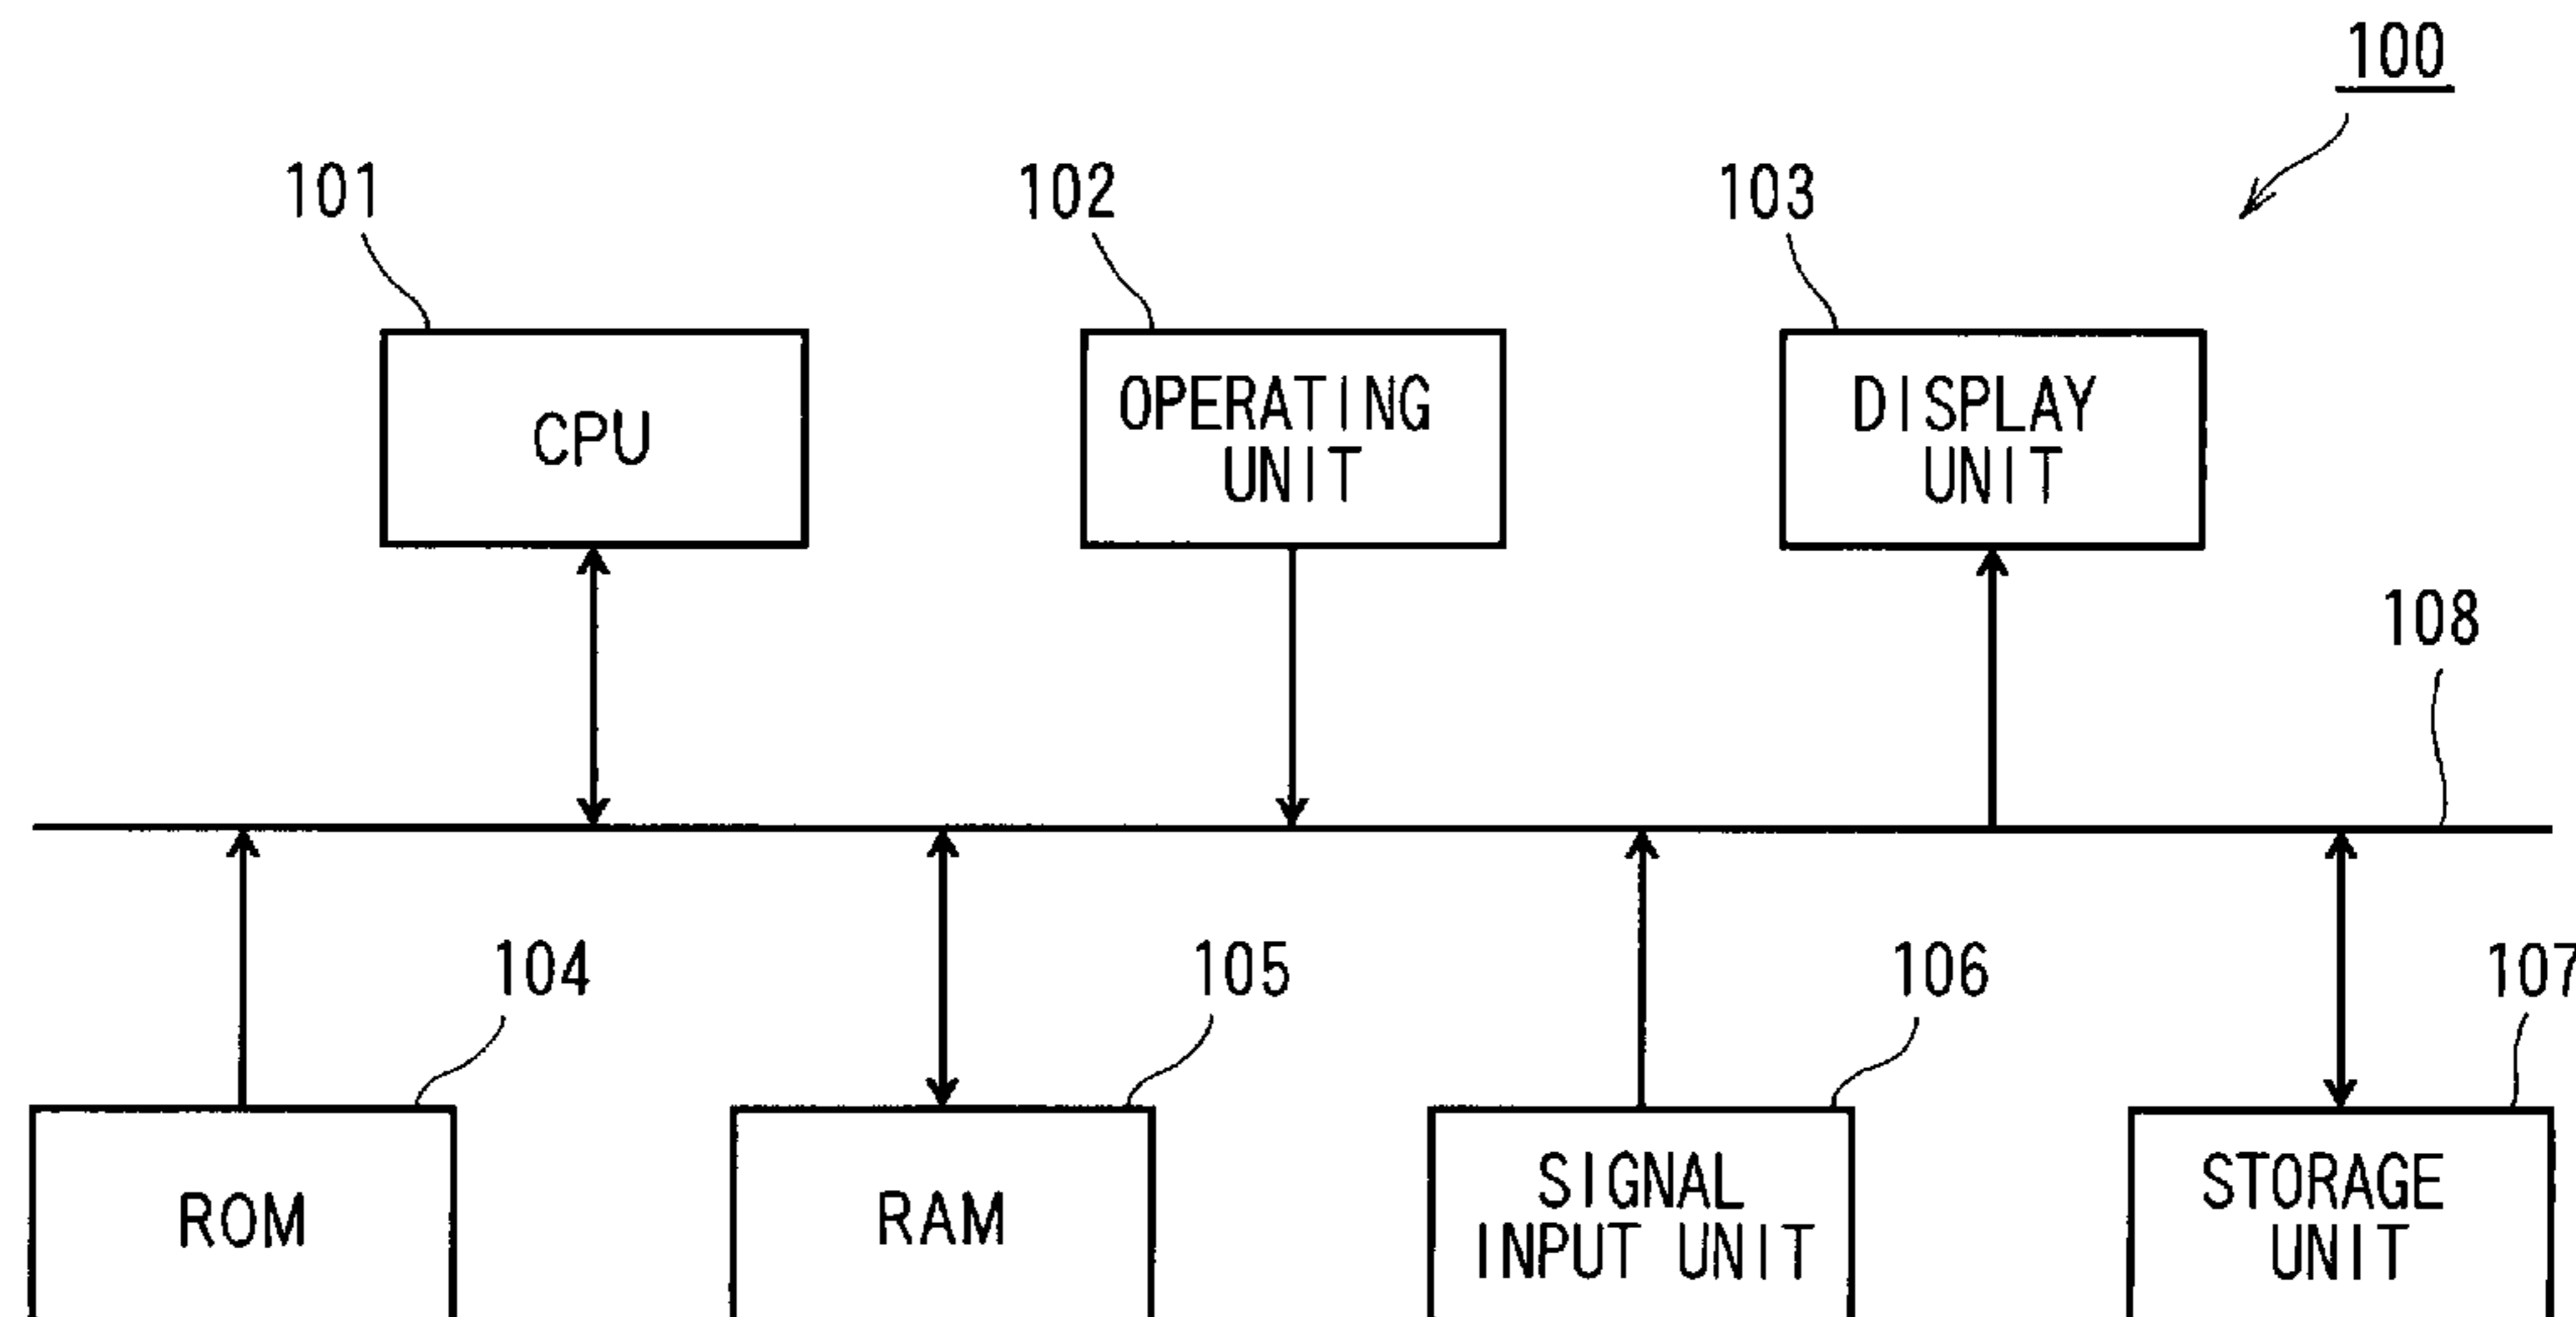 100
101
102
103
CPU
OPERATING
UNIT
DISPLAY
UNIT
108
104
105
106
107
ROM
RAM
SIGNAL
INPUT UNIT
STORAGE
UNIT